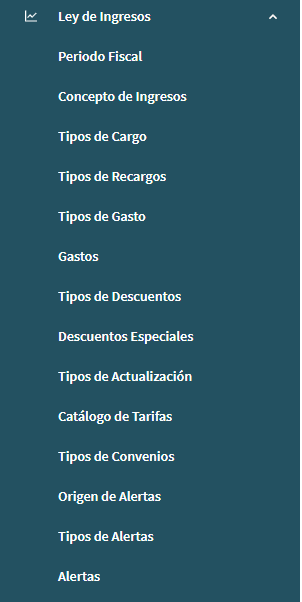 Ley de Ingresos
Periodo Fiscal
Concepto de Ingresos
Tipos de Cargo
Tipos de Recargos
Tipos de Gasto
Gastos
Tipos de Descuentos
Descuentos Especiales
Tipos de Actualización
Catálogo de Tarifas
Tipos de Convenios
Origen de Alertas
Tipos de Alertas
Alertas